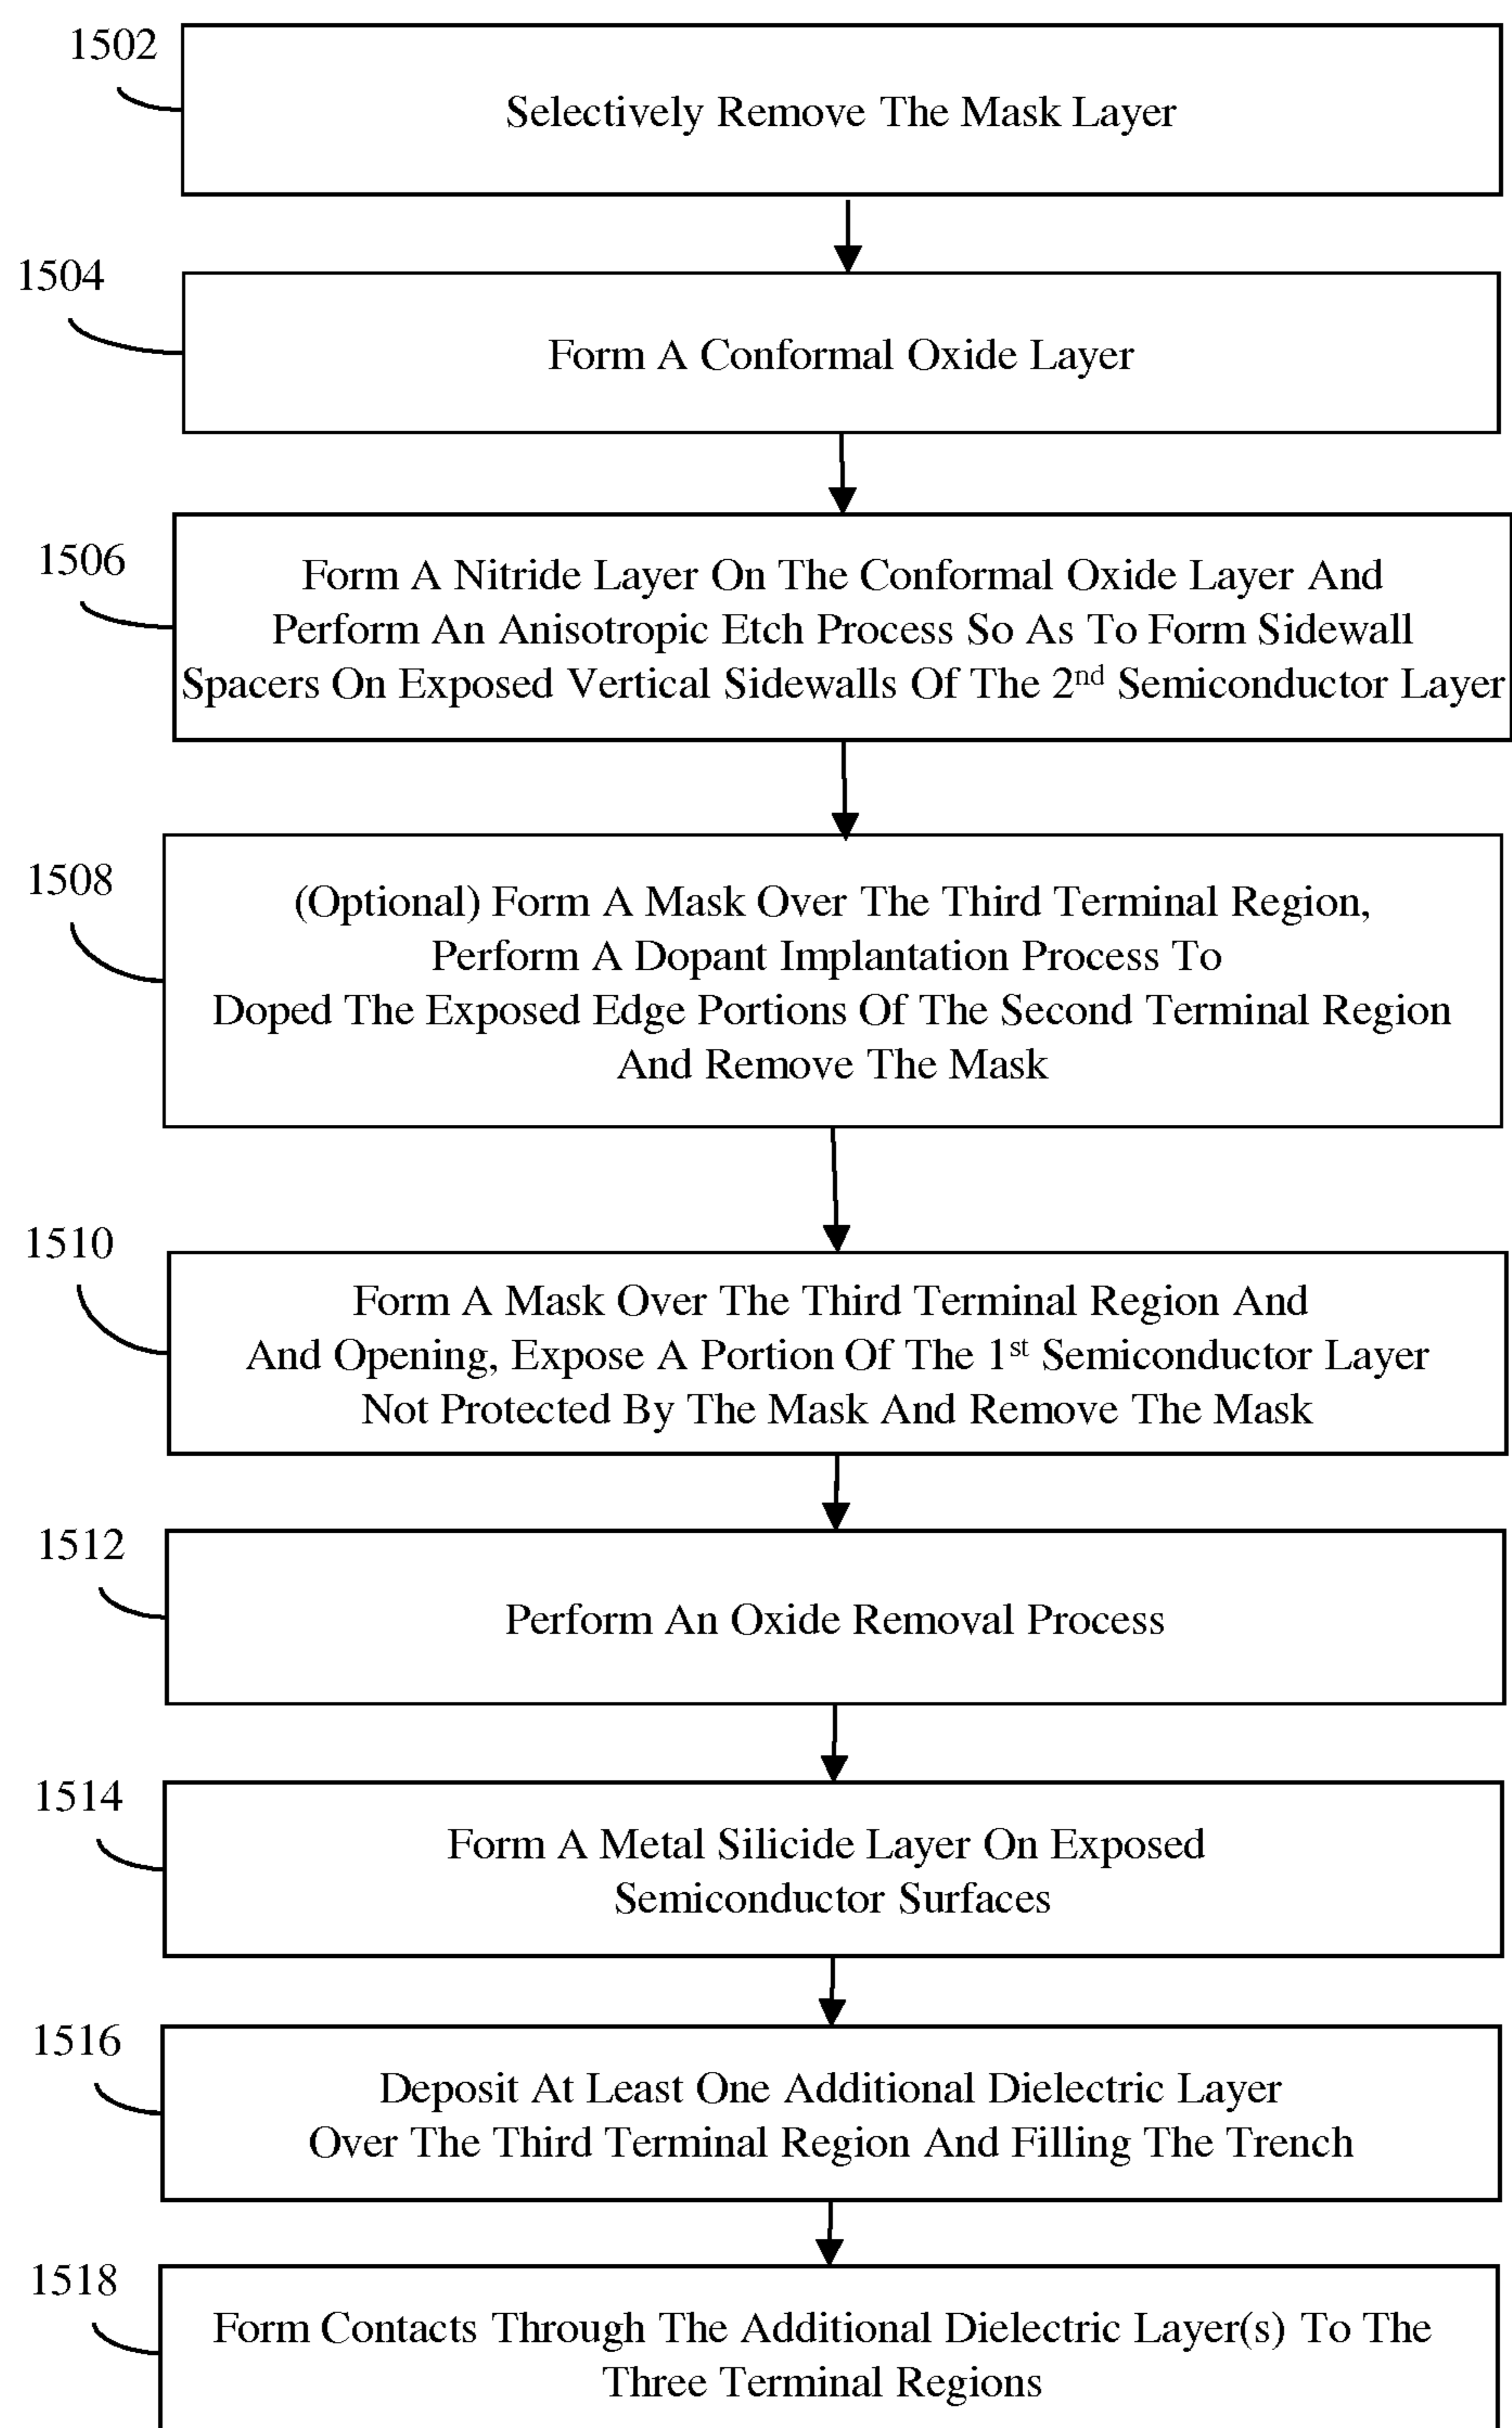 1502
Selectively Remove The Mask Layer
1504
Form A Conformal Oxide Layer
1506
Form A Nitride Layer On The Conformal Oxide Layer And
Perform An Anisotropic Etch Process So As To Form Sidewall
Spacers On Exposed Vertical Sidewalls Of The 2nd Semiconductor Layer
1508
(Optional) Form A Mask Over The Third Terminal Region,
Perform A Dopant Implantation Process To
Doped The Exposed Edge Portions Of The Second Terminal Region
And Remove The Mask
1510
Form A Mask Over The Third Terminal Region And
And Opening, Expose A Portion Of The 1st Semiconductor Layer
Not Protected By The Mask And Remove The Mask
1512
Perform An Oxide Removal Process
1514
Form A Metal Silicide Layer On Exposed
Semiconductor Surfaces
1516
Deposit At Least One Additional Dielectric Layer
Over The Third Terminal Region And Filling The Trench
1518
Form Contacts Through The Additional Dielectric Layer(s) To The
Three Terminal Regions